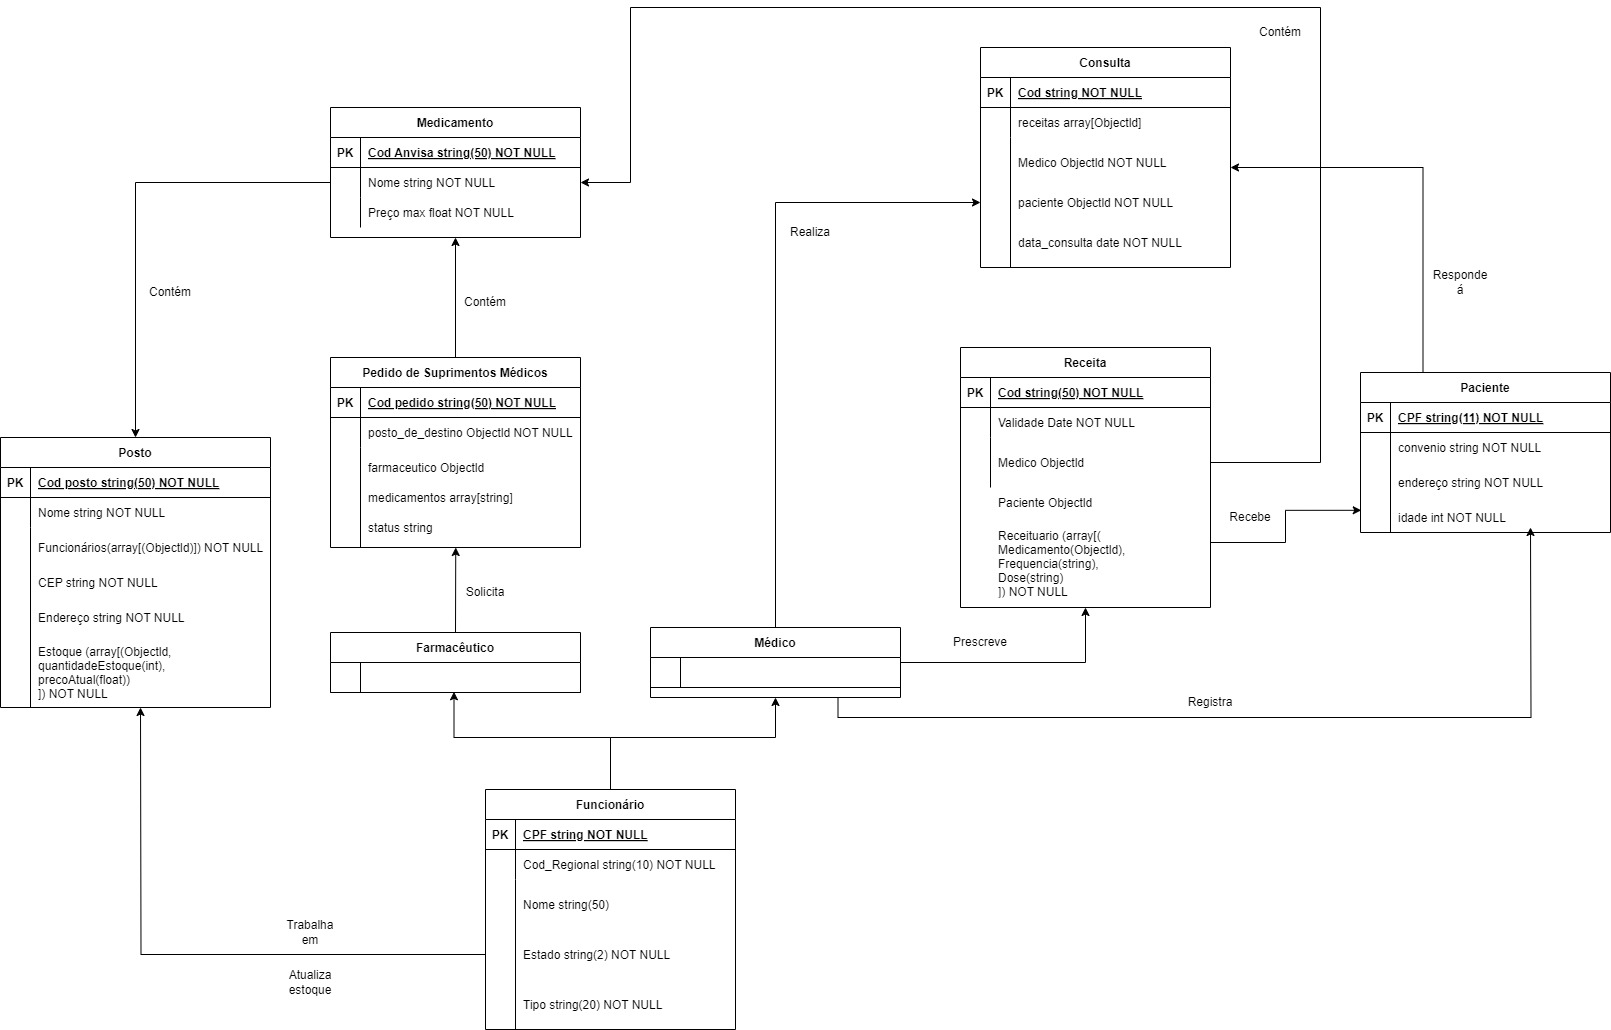 Contém
Consulta
PK Cod string NOT NULL
receitas array[ObjectId]
Medico ObjectId NOT NULL
paciente ObjectId NOT NULL
data_consulta date NOT NULL
Medicamento
PK Cod Anvisa string(50) NOT NULL
Nome string NOT NULL
Preço max float NOT NULL
Realiza
Contém
Contém
Responde
á
Pedido de Suprimentos Médicos
PK Cod pedido string(50) NOT NULL
posto_de_destino ObjectId NOT NULL
farmaceutico ObjectId
medicamentos array[string]
status string
Receita
PK Cod string(50) NOT NULL
Validade Date NOT NULL
Medico ObjectId
Paciente ObjectId
Receituario (array[(
Medicamento(ObjectId),
Frequencia(string),
Dose(string)
]) NOT NULL
Paciente
PK CPF string(11) NOT NULL
convenio string NOT NULL
endereço string NOT NULL
idade int NOT NULL
Recebe
Posto
PK Cod posto string(50) NOT NULL
Nome string NOT NULL
Funcionários(array[(ObjectId)]) NOT NULL
CEP string NOT NULL
Endereço string NOT NULL
Estoque (array[(ObjectId,
quantidadeEstoque(int),
precoAtual(float))
]) NOT NULL
Solicita
Farmacêutico
Médico
Prescreve
Registra
Funcionário
PK CPF string NOT NULL
Cod_Regional string(10) NOT NULL
Nome string(50)
Estado string(2) NOT NULL
Tipo string(20) NOT NULL
Trabalha
em
Atualiza
estoque